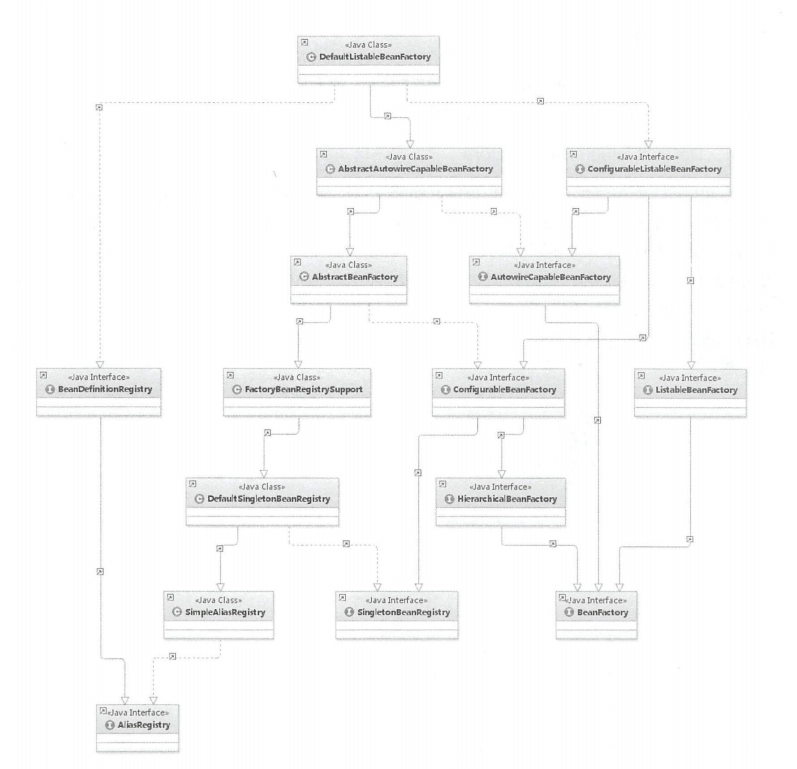 «Java Class»
DefaultListableBeanFactory
«Java Class»
AbstractAutowireCapableBeanFactory
«Java Interface»
ConfigurableListableBeanFactory
«Java Class»
AbstractBeanFactory
«Java Interface»
AutowireCapableBeanFactory
«Java Interface»
BeanDefinitionRegistry
«Java Class»
FactoryBeanRegistrySupport
«Java Interface»
ConfigurableBeanFactory
«Java Interface»
ListableBeanFactory
«Java Class»
DefaultSingletonBeanRegistry
«Java Interface»
HierarchicalBeanFactory
«Java Class»
SimpleAliasRegistry
«Java Interface»
SingletonBeanRegistry
«Java Interface»
BeanFactory
«Java Interface»
AliasRegistry